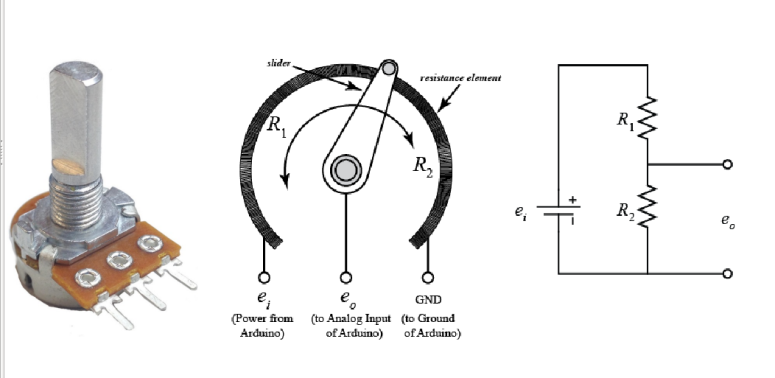 slider
resistance element
R1
R2
ei
(Power from
Arduino)
eo
(to Analog Input
of Arduino)
GND
(to Ground
of Arduino)
R1
+
ei
R2
eo